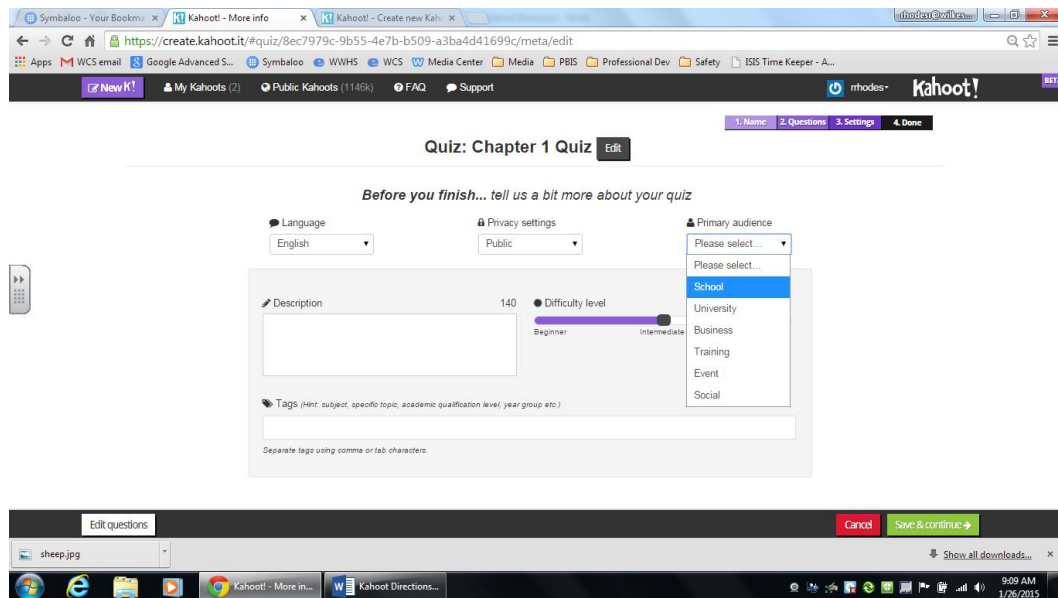 Symbaloo - Your Bookma × Kahoot! - More info × Kahoot! - Create new Kah ×
https://create.kahoot.it/#quiz/8ec7979c-9b55-4e7b-b509-a3ba4d41699c/meta/edit
Apps WCS email Google Advanced S... Symbaloo WWHS WCS Media Center Media PBIS Professional Dev Safety ISIS Time Keeper - A...
New K! My Kahoots (2) Public Kahoots (1146k) FAQ Support rrhodes Kahoot! BET
1. Name 2. Questions 3. Settings 4. Done
Quiz: Chapter 1 Quiz Edit
Before you finish... tell us a bit more about your quiz
Language Privacy settings Primary audience
English Public Please select...
Please select...
School
University
Business
Training
Event
Social
Description 140 Difficulty level
Beginner Intermediate
Tags (Hint: subject, specific topic, academic qualification level, year group etc.)
Separate tags using comma or tab characters.
Edit questions Cancel Save & continue
sheep.jpg Show all downloads... ×
Kahoot! - More in... Kahoot Directions...
9:09 AM
1/26/2015